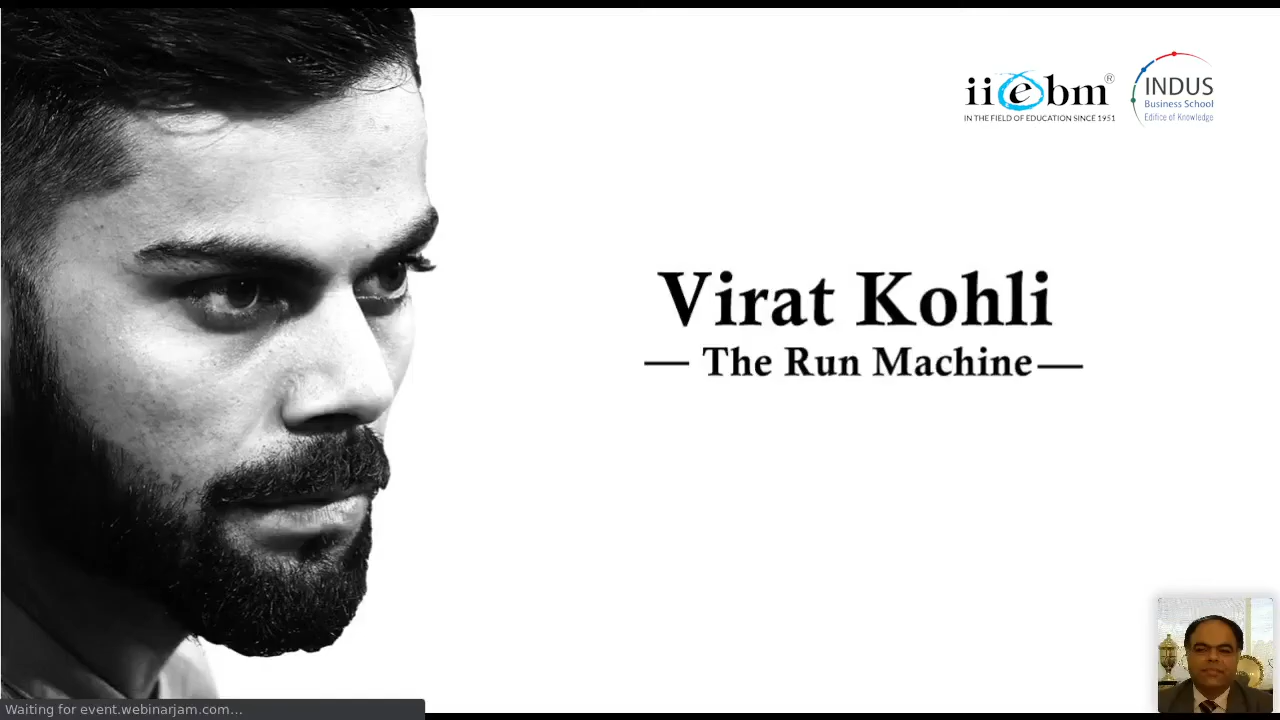 iiebm®
IN THE FIELD OF EDUCATION SINCE 1951
INDUS
Business School
Edifice of Knowledge
Virat Kohli
— The Run Machine —
Waiting for event.webinarjam.com...